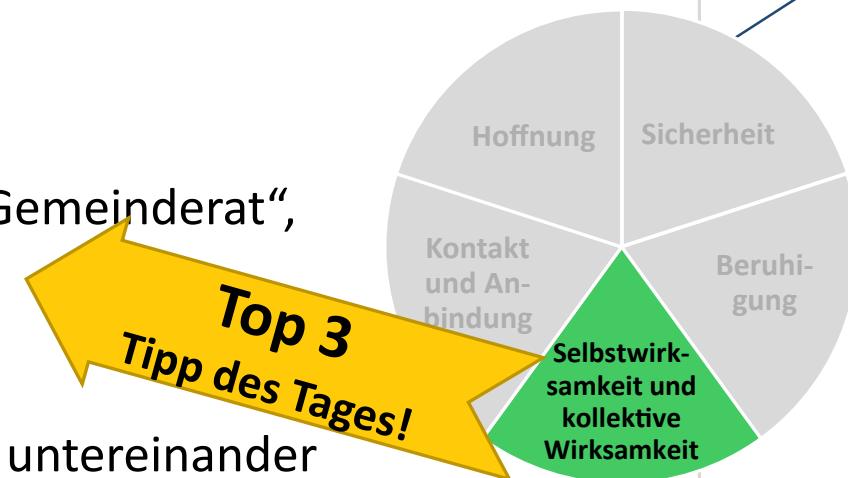 Hoffnung
Sicherheit
Gemeinderat“,
Kontakt
und An-
bindung
Beruhi-
gung
Top 3
Tipp des Tages!
Selbstwirk-
samkeit und
kollektive
Wirksamkeit
untereinander